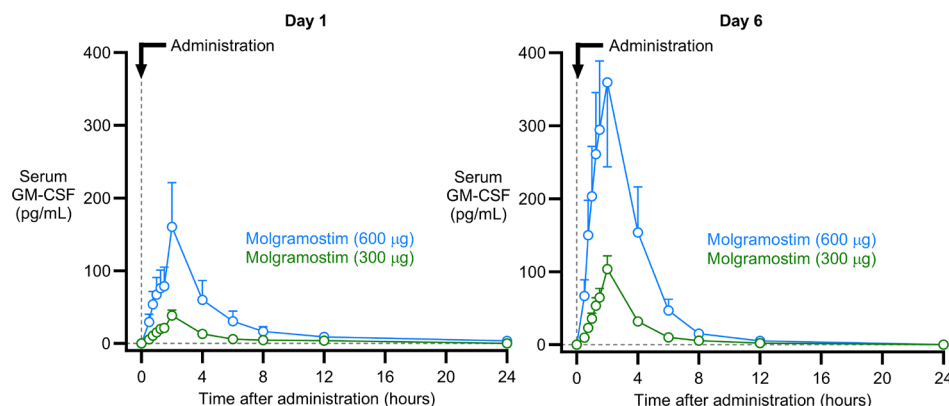 Day 1
Administration
400
300
200
100
0
Serum
GM-CSF
(pg/mL)
Molgramostim (600 μg)
Molgramostim (300 μg)
0 4 8 12 16 20 24
Time after administration (hours)
Day 6
Administration
400
300
200
100
0
Serum
GM-CSF
(pg/mL)
Molgramostim (600 μg)
Molgramostim (300 μg)
0 4 8 12 16 20 24
Time after administration (hours)